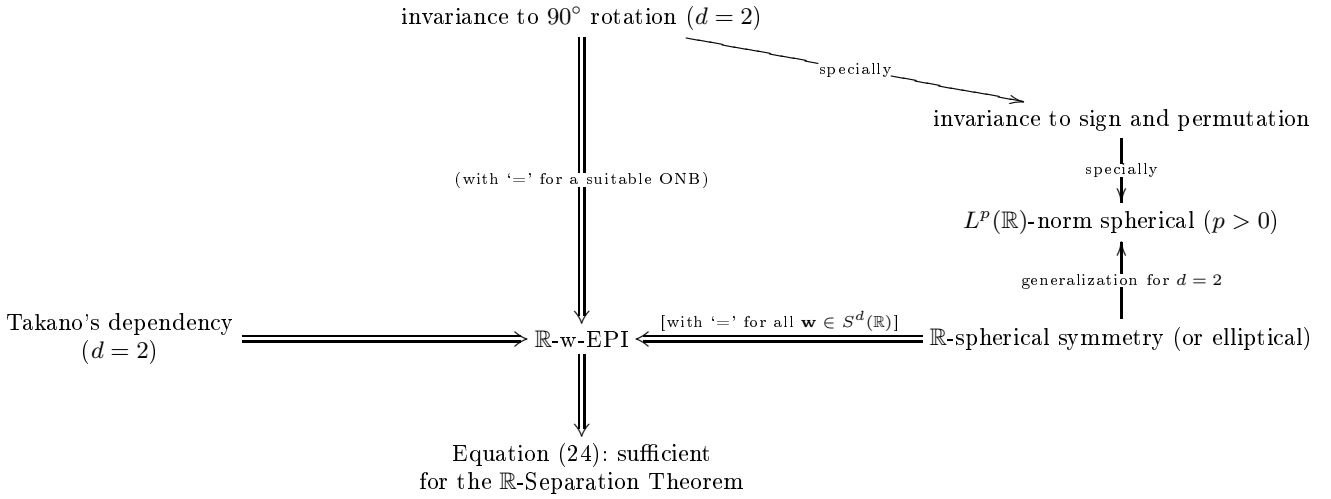 invariance to 90° rotation (d = 2)
specially
invariance to sign and permutation
(with ‘=’ for a suitable ONB)
specially
L^p(ℝ)-norm spherical (p > 0)
generalization for d = 2
Takano's dependency
(d = 2)
ℝ-w-EPI
[with ‘=’ for all w ∈ S^d(ℝ)]
ℝ-spherical symmetry (or elliptical)
Equation (24): sufficient
for the ℝ-Separation Theorem